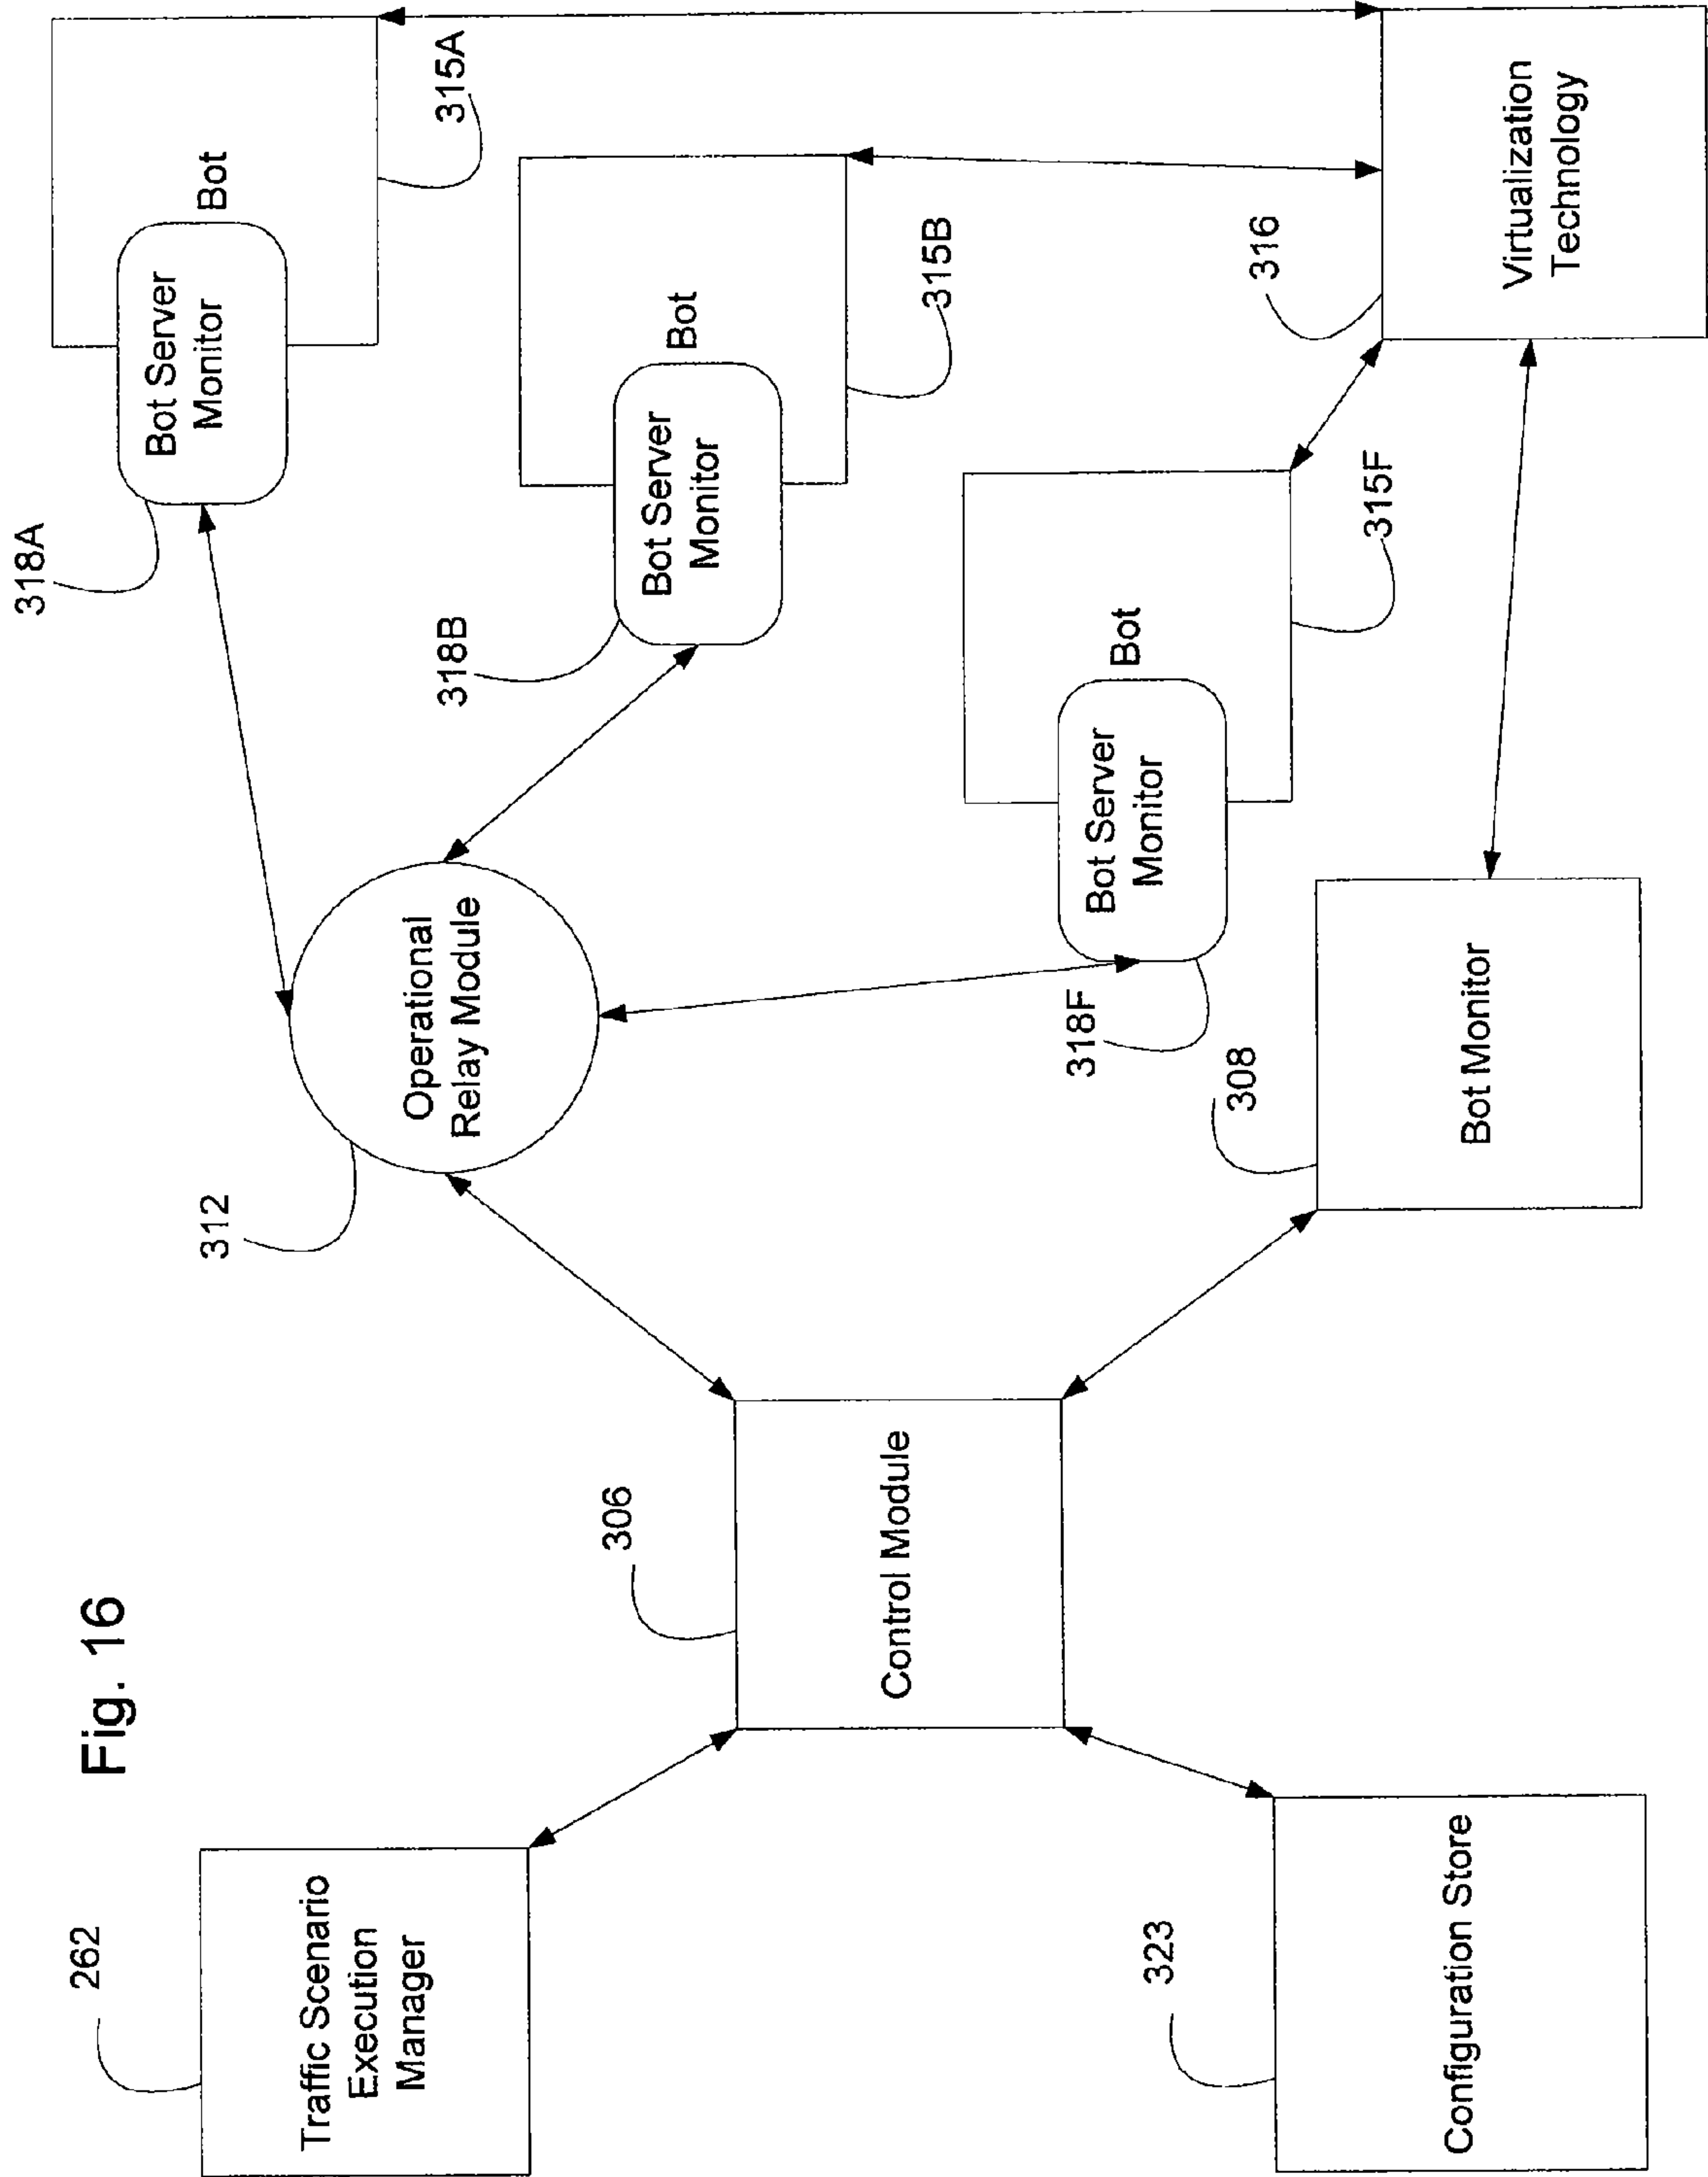 Fig. 16
262
Traffic Scenario
Execution
Manager
323
Configuration Store
306
Control Module
312
Operational
Relay Module
308
Bot Monitor
318A
Bot Server
Monitor
Bot
315A
318B
Bot Server
Monitor
Bot
315B
318F
Bot Server
Monitor
Bot
315F
316
Virtualization
Technology